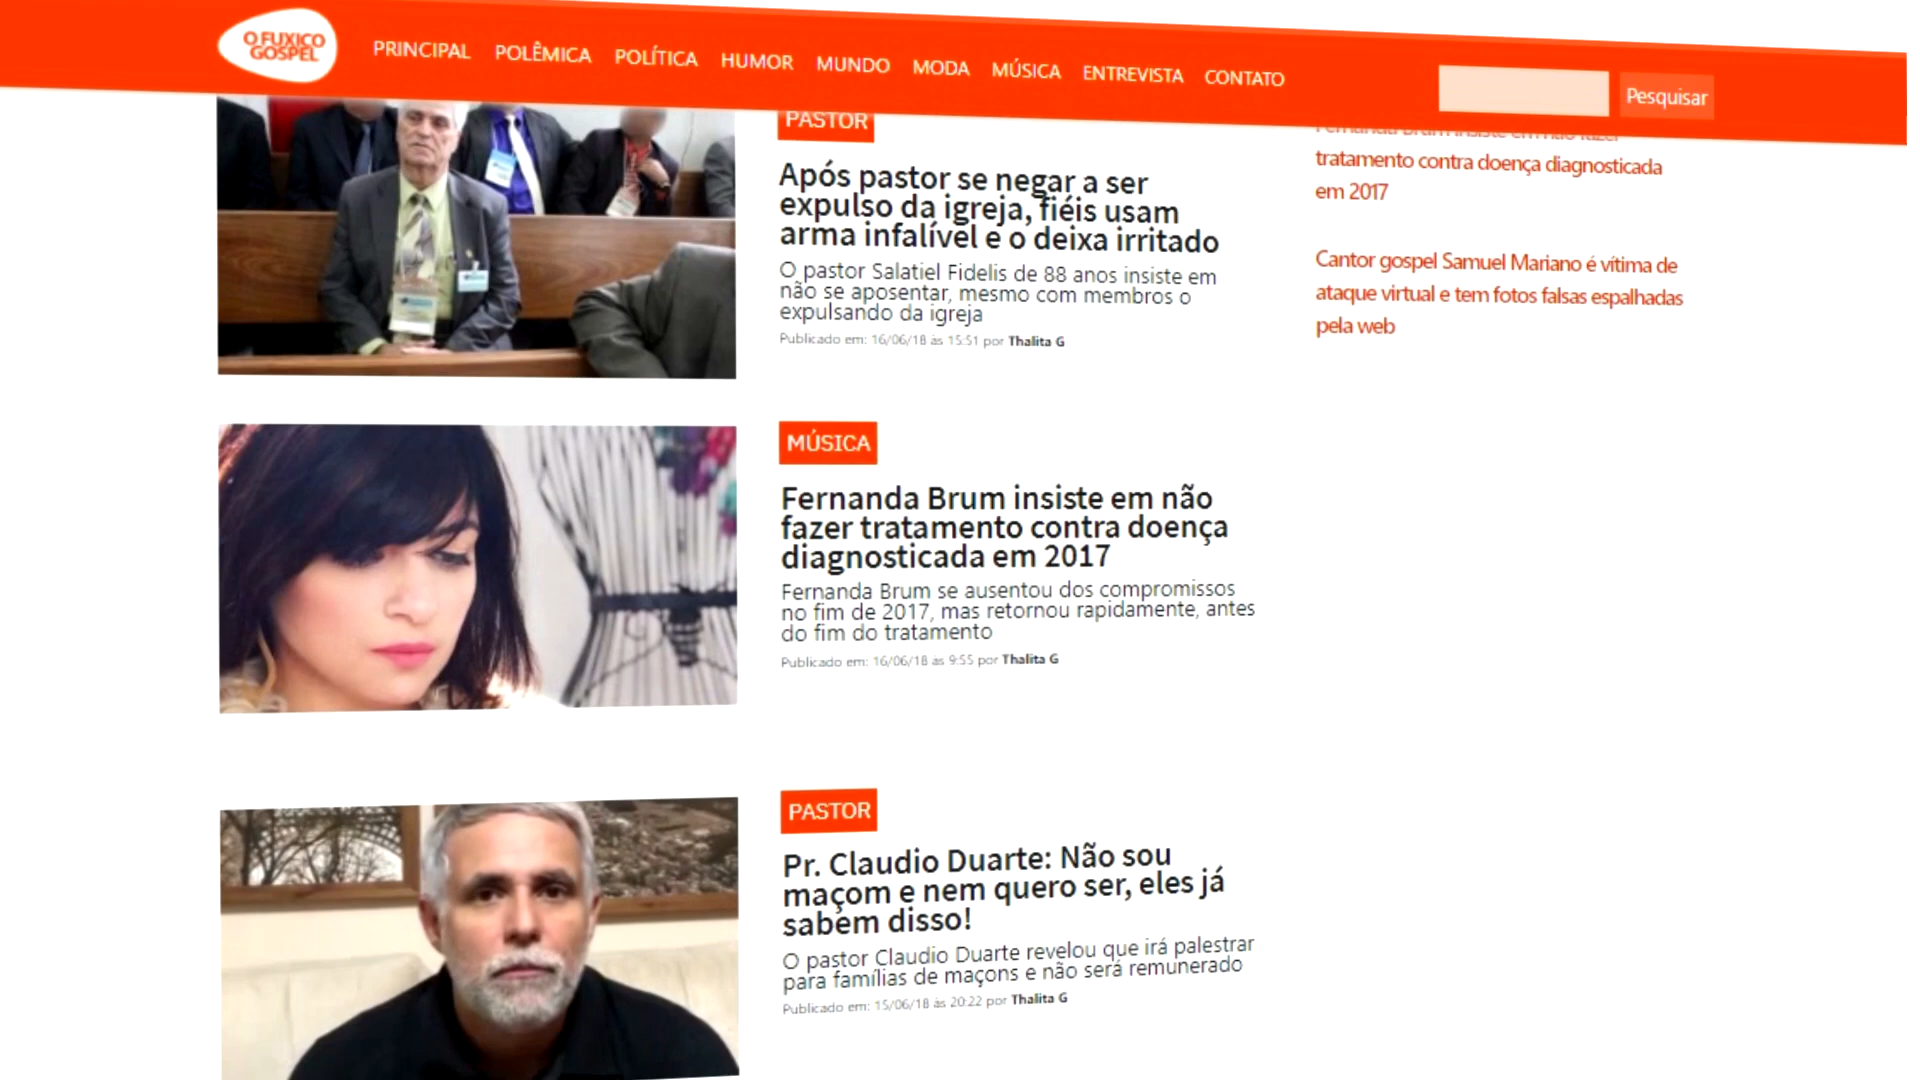 O FUXICO
GOSPEL
PRINCIPAL POLÊMICA POLÍTICA HUMOR MUNDO MODA MÚSICA ENTREVISTA CONTATO
Pesquisar
PASTOR
Após pastor se negar a ser
expulso da igreja, fiéis usam
arma infalível e o deixa irritado
O pastor Salatiel Fidelis de 88 anos insiste em
não se aposentar, mesmo com membros o
expulsando da igreja
Publicado em: 16/06/18 às 15:51 por Thalita G
MÚSICA
Fernanda Brum insiste em não
fazer tratamento contra doença
diagnosticada em 2017
Fernanda Brum se ausentou dos compromissos
no fim de 2017, mas retornou rapidamente, antes
do fim do tratamento
Publicado em: 16/06/18 às 9:55 por Thalita G
PASTOR
Pr. Claudio Duarte: Não sou
maçom e nem quero ser, eles já
sabem disso!
O pastor Claudio Duarte revelou que irá palestrar
para famílias de maçons e não será remunerado
Publicado em: 15/06/18 às 20:22 por Thalita G
Fernanda Brum insiste em não fazer
tratamento contra doença diagnosticada
em 2017
Cantor gospel Samuel Mariano é vítima de
ataque virtual e tem fotos falsas espalhadas
pela web